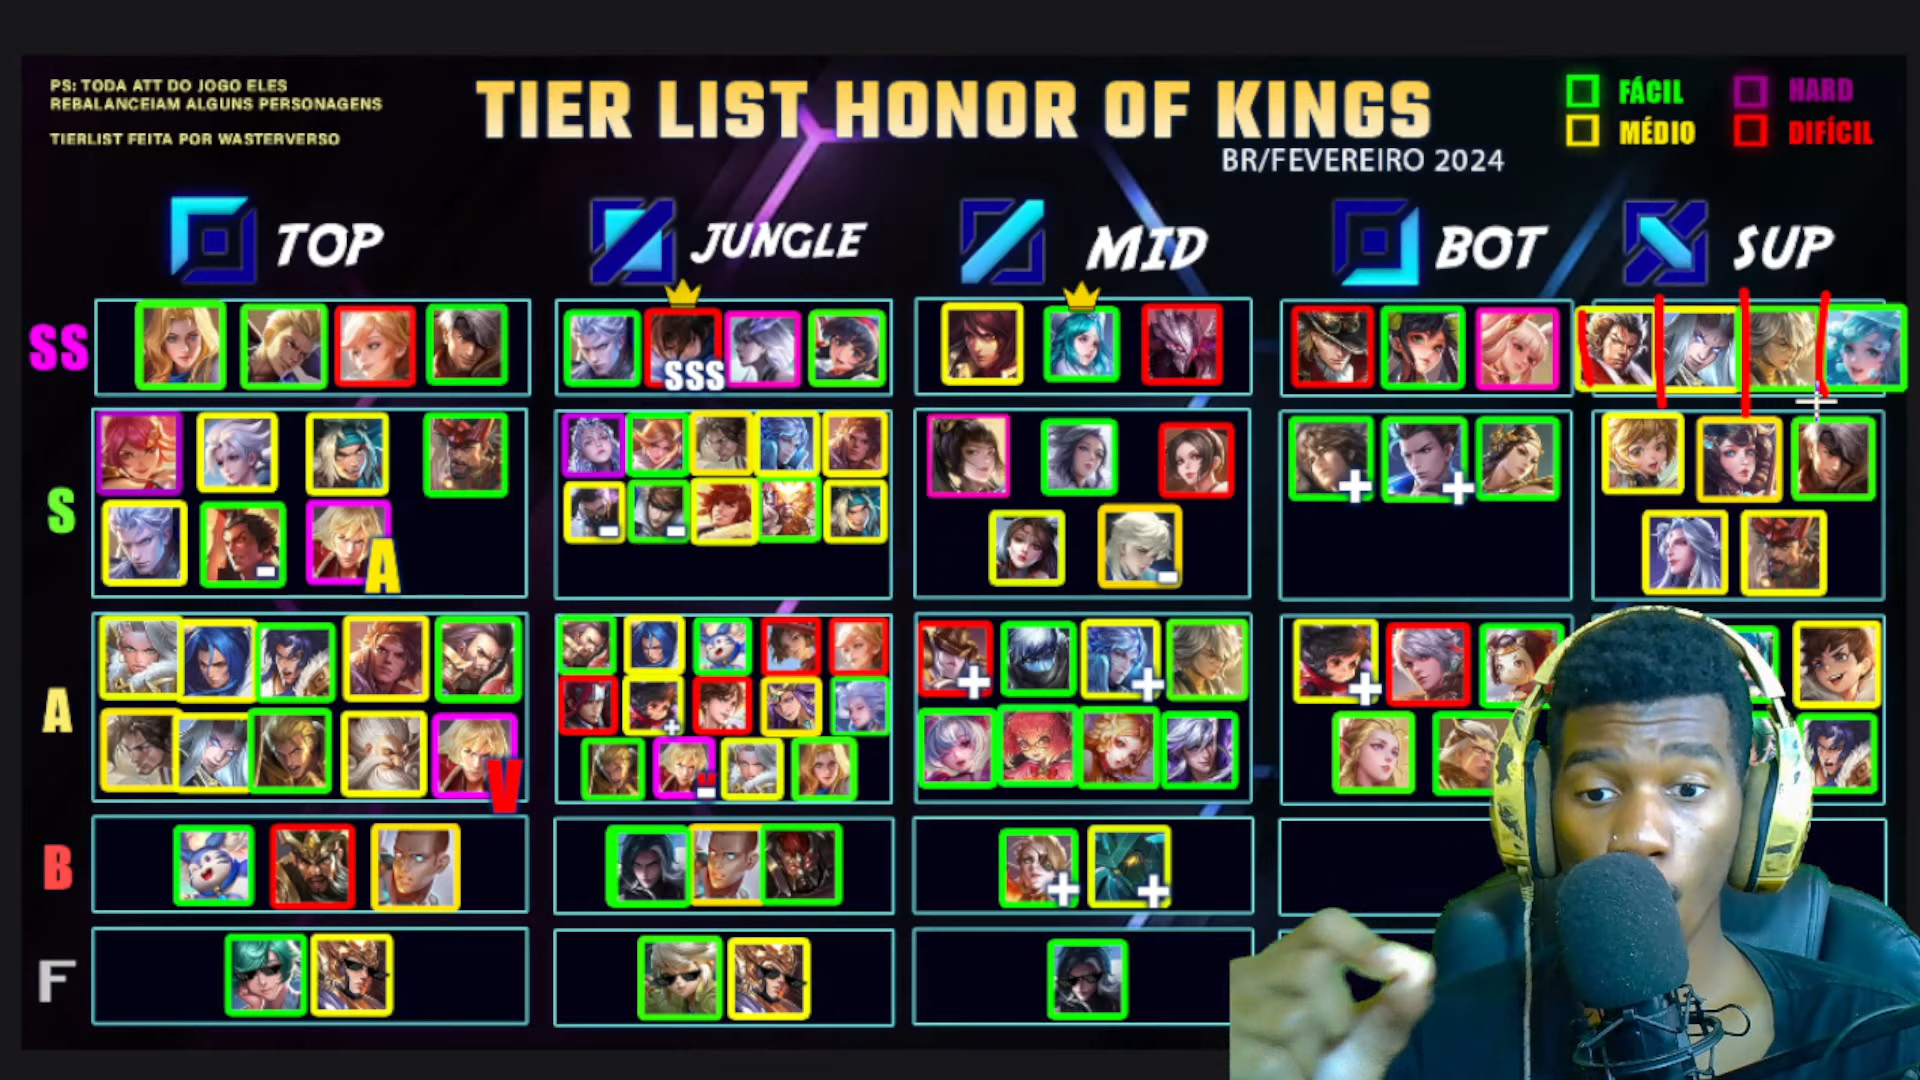 PS: TODA ATT DO JOGO ELES
REBALANCEIAM ALGUNS PERSONAGENS
TIERLIST FEITA POR WASTERVERSO
TIER LIST HONOR OF KINGS
BR/FEVEREIRO 2024
FÁCIL
HARD
MÉDIO
DIFÍCIL
TOP
JUNGLE
MID
BOT
SUP
SS
SSS
S
+
+
-
-
-
-
A
A
+
+
+
+
-
V
B
+
+
F